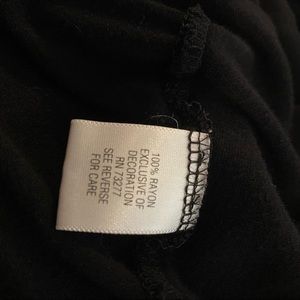 100% RAYON
EXCLUSIVE OF
DECORATION
RN 73277
SEE REVERSE
FOR CARE